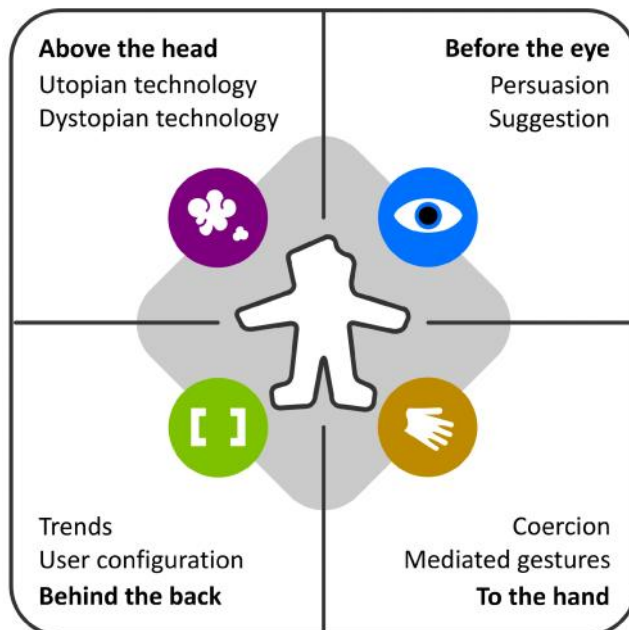 Above the head
Utopian technology
Dystopian technology
Before the eye
Persuasion
Suggestion
Trends
User configuration
Behind the back
Coercion
Mediated gestures
To the hand